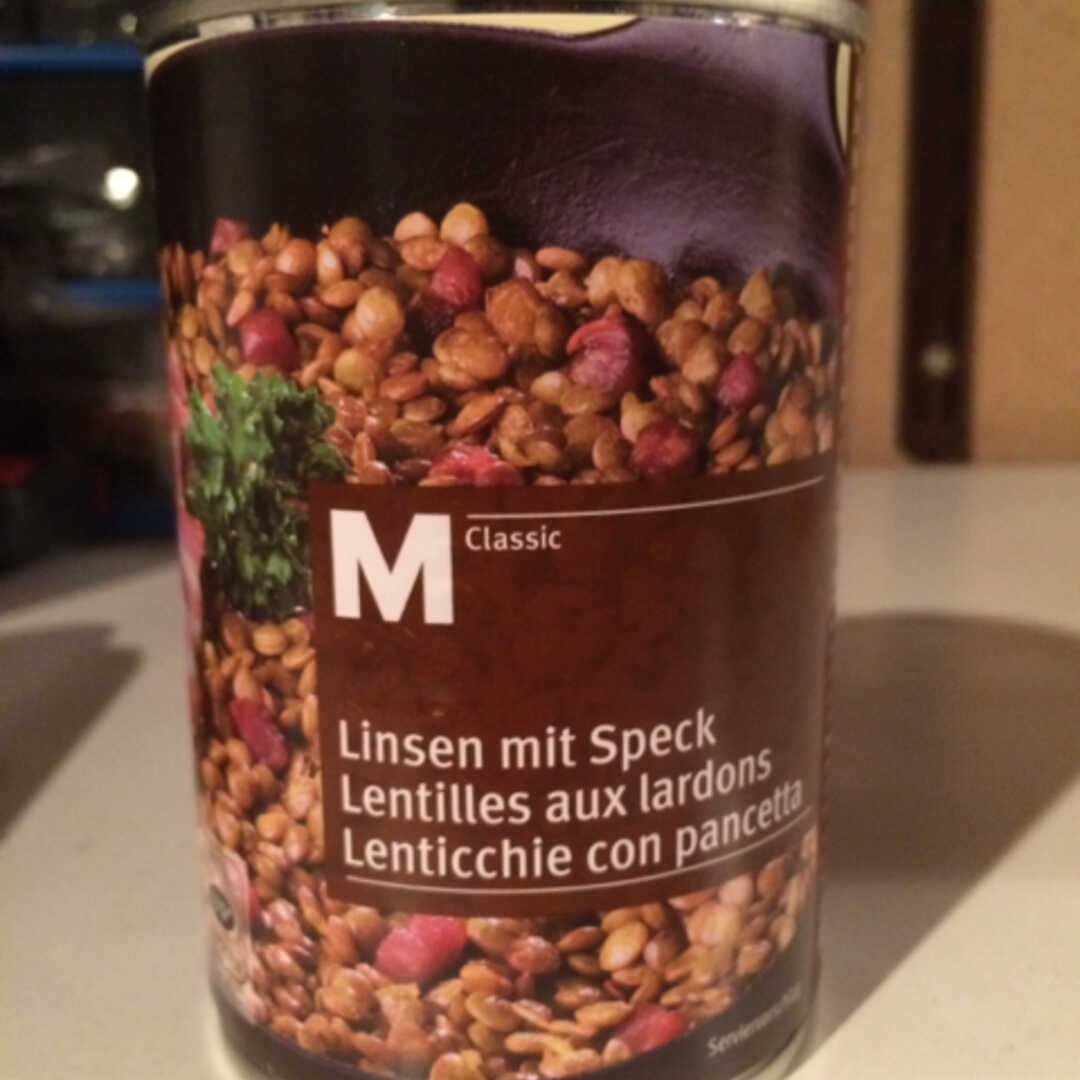 M Classic
Linsen mit Speck
Lentilles aux lardons
Lenticchie con pancetta